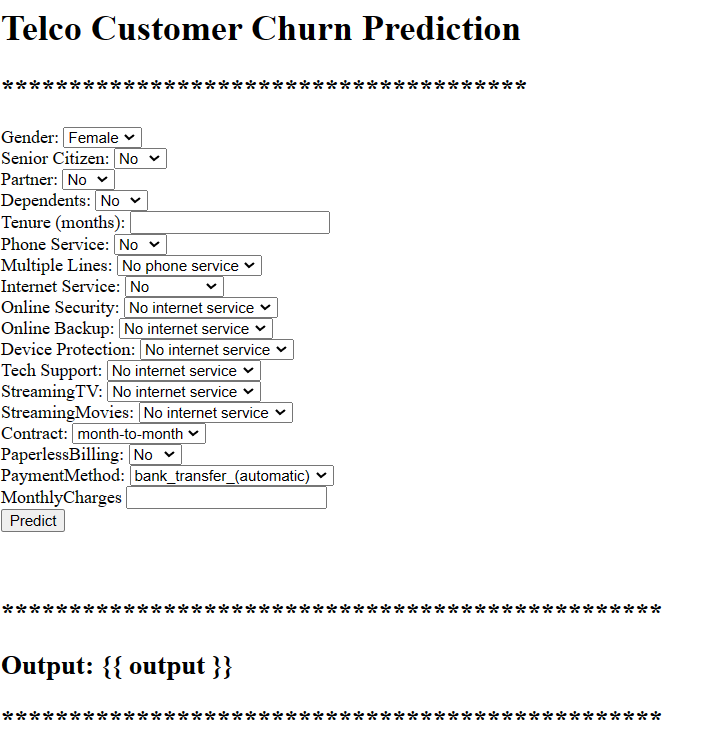 Telco Customer Churn Prediction
***************************************
Gender: Female
Senior Citizen: No
Partner: No
Dependents: No
Tenure (months):
Phone Service: No
Multiple Lines: No phone service
Internet Service: No
Online Security: No internet service
Online Backup: No internet service
Device Protection: No internet service
Tech Support: No internet service
StreamingTV: No internet service
StreamingMovies: No internet service
Contract: month-to-month
PaperlessBilling: No
PaymentMethod: bank_transfer_(automatic)
MonthlyCharges
Predict
*************************************************
Output: {{ output }}
*************************************************